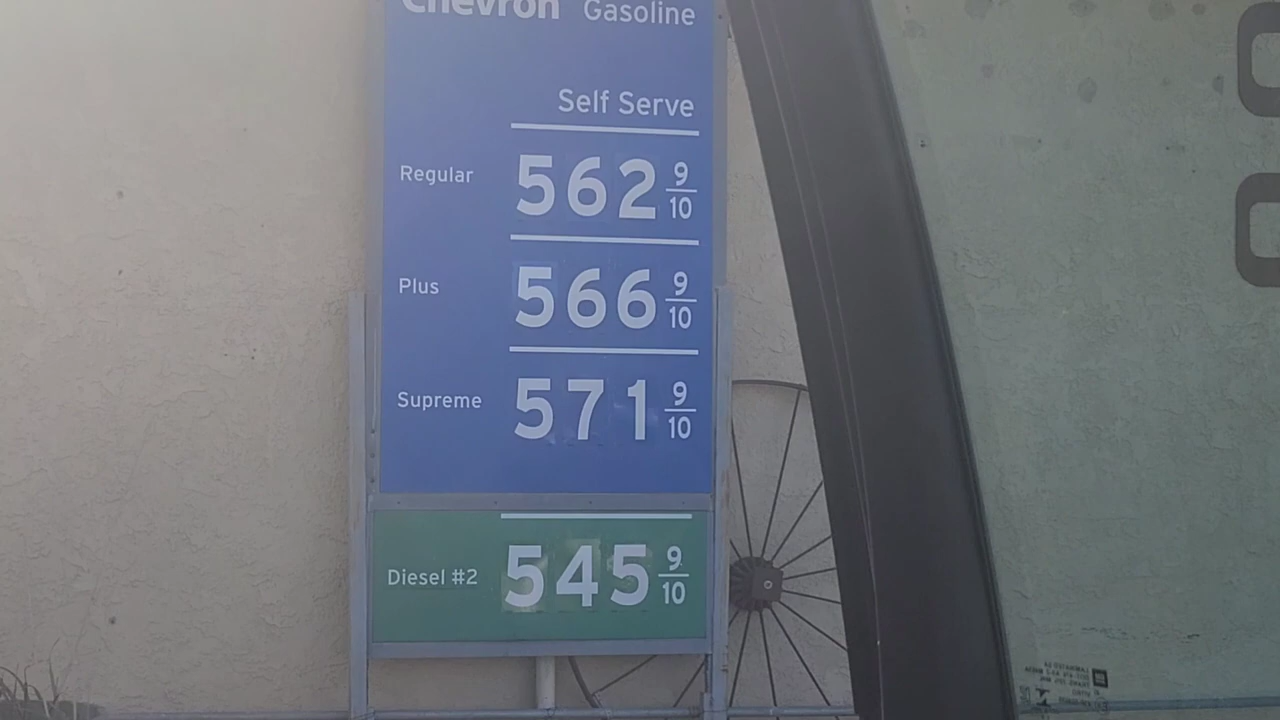 Chevron Gasoline
Self Serve
Regular 562 9/10
Plus 566 9/10
Supreme 571 9/10
Diesel #2 545 9/10